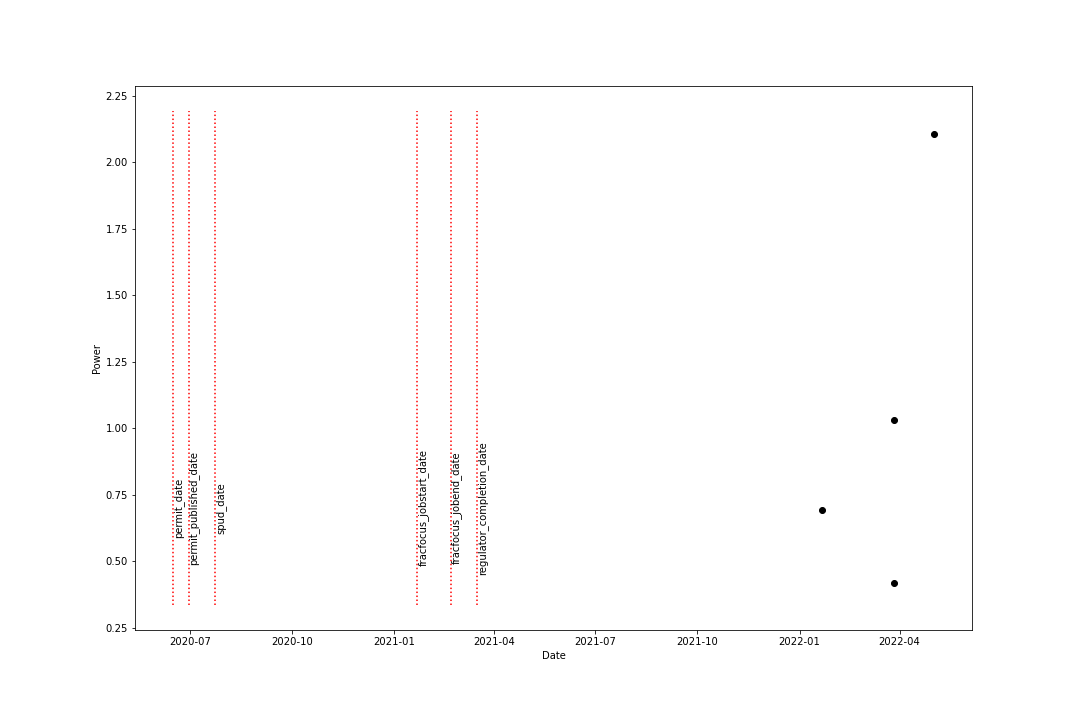 2.25
2.00
1.75
1.50
1.25
1.00
0.75
0.50
0.25
Power
permit_date
permit_published_date
spud_date
fracfocus_jobstart_date
fracfocus_jobend_date
regulator_completion_date
2020-07
2020-10
2021-01
2021-04
2021-07
2021-10
2022-01
2022-04
Date